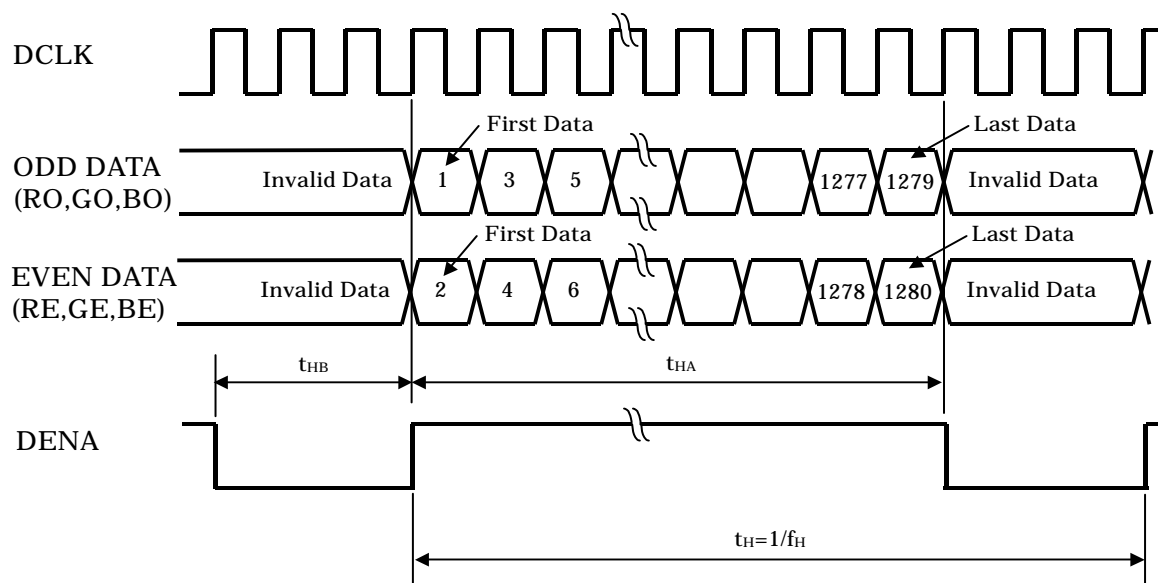 DCLK
First Data
Last Data
ODD DATA
(RO,GO,BO)
Invalid Data
1
3
5
1277
1279
Invalid Data
First Data
Last Data
EVEN DATA
(RE,GE,BE)
Invalid Data
2
4
6
1278
1280
Invalid Data
tHB
tHA
DENA
tH=1/fH